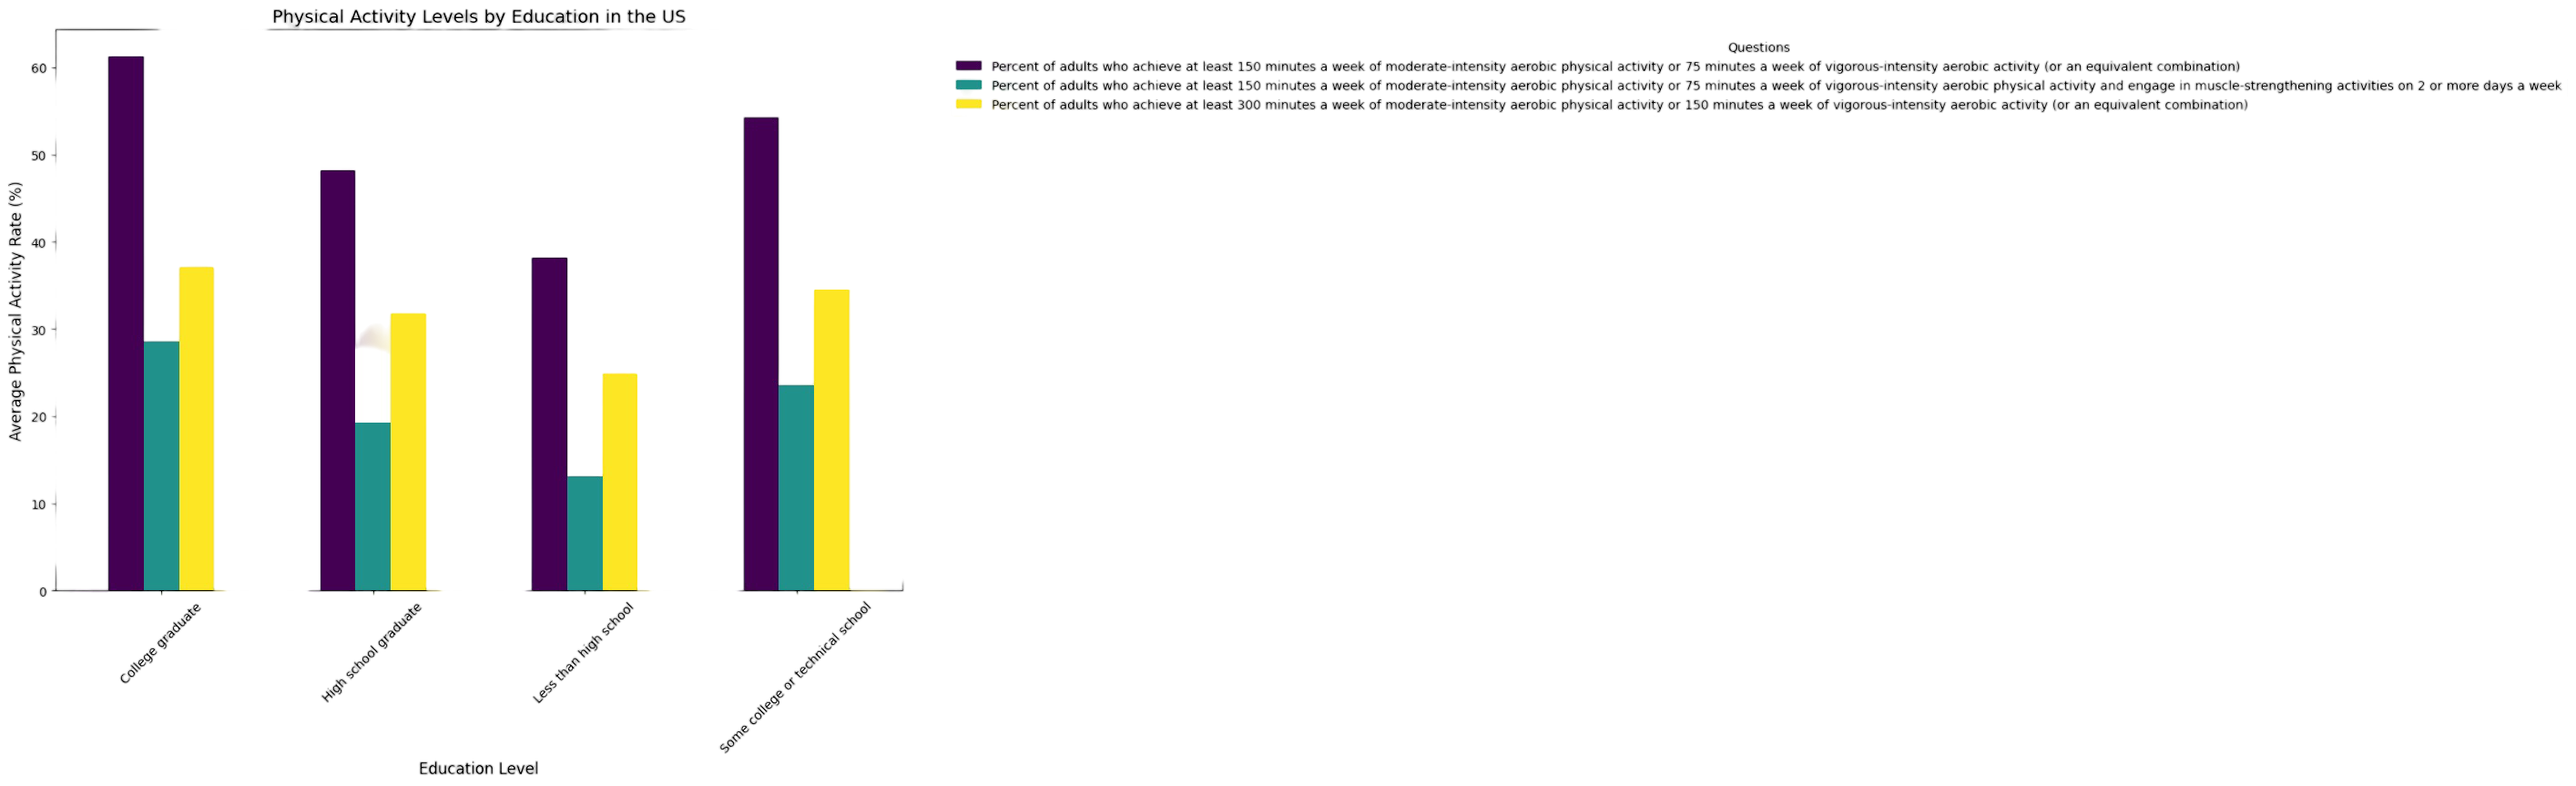 Physical Activity Levels by Education in the US
Questions
Percent of adults who achieve at least 150 minutes a week of moderate-intensity aerobic physical activity or 75 minutes a week of vigorous-intensity aerobic activity (or an equivalent combination)
Percent of adults who achieve at least 150 minutes a week of moderate-intensity aerobic physical activity or 75 minutes a week of vigorous-intensity aerobic physical activity and engage in muscle-strengthening activities on 2 or more days a week
Percent of adults who achieve at least 300 minutes a week of moderate-intensity aerobic physical activity or 150 minutes a week of vigorous-intensity aerobic activity (or an equivalent combination)
Average Physical Activity Rate (%)
60
50
40
30
20
10
0
College graduate
High school graduate
Less than high school
Some college or technical school
Education Level